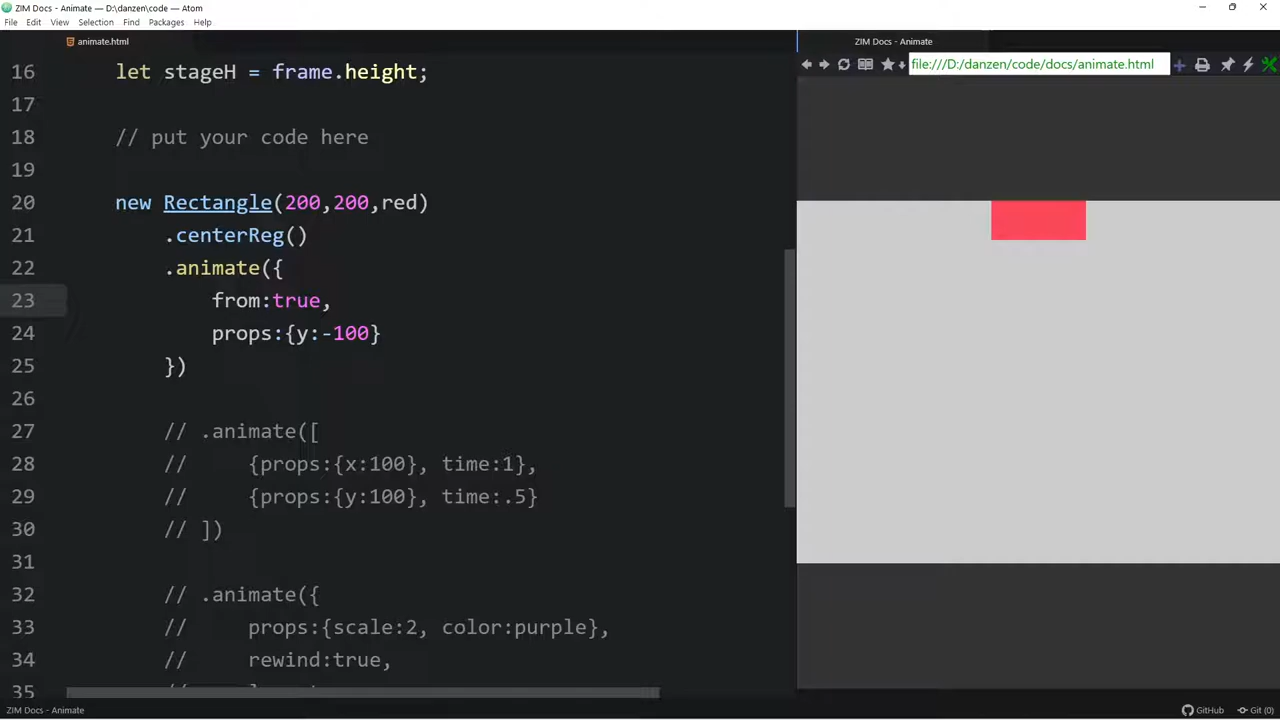 ZIM Docs - Animate — D:\danzen\code — Atom
File Edit View Selection Find Packages Help
animate.html
ZIM Docs - Animate
file:///D:/danzen/code/docs/animate.html
16 let stageH = frame.height;
17
18 // put your code here
19
20 new Rectangle(200,200,red)
21 .centerReg()
22 .animate({
23 from:true,
24 props:{y:-100}
25 })
26
27 // .animate([
28 // {props:{x:100}, time:1},
29 // {props:{y:100}, time:.5}
30 // ])
31
32 // .animate({
33 // props:{scale:2, color:purple},
34 // rewind:true,
35
ZIM Docs - Animate
GitHub Git (0)